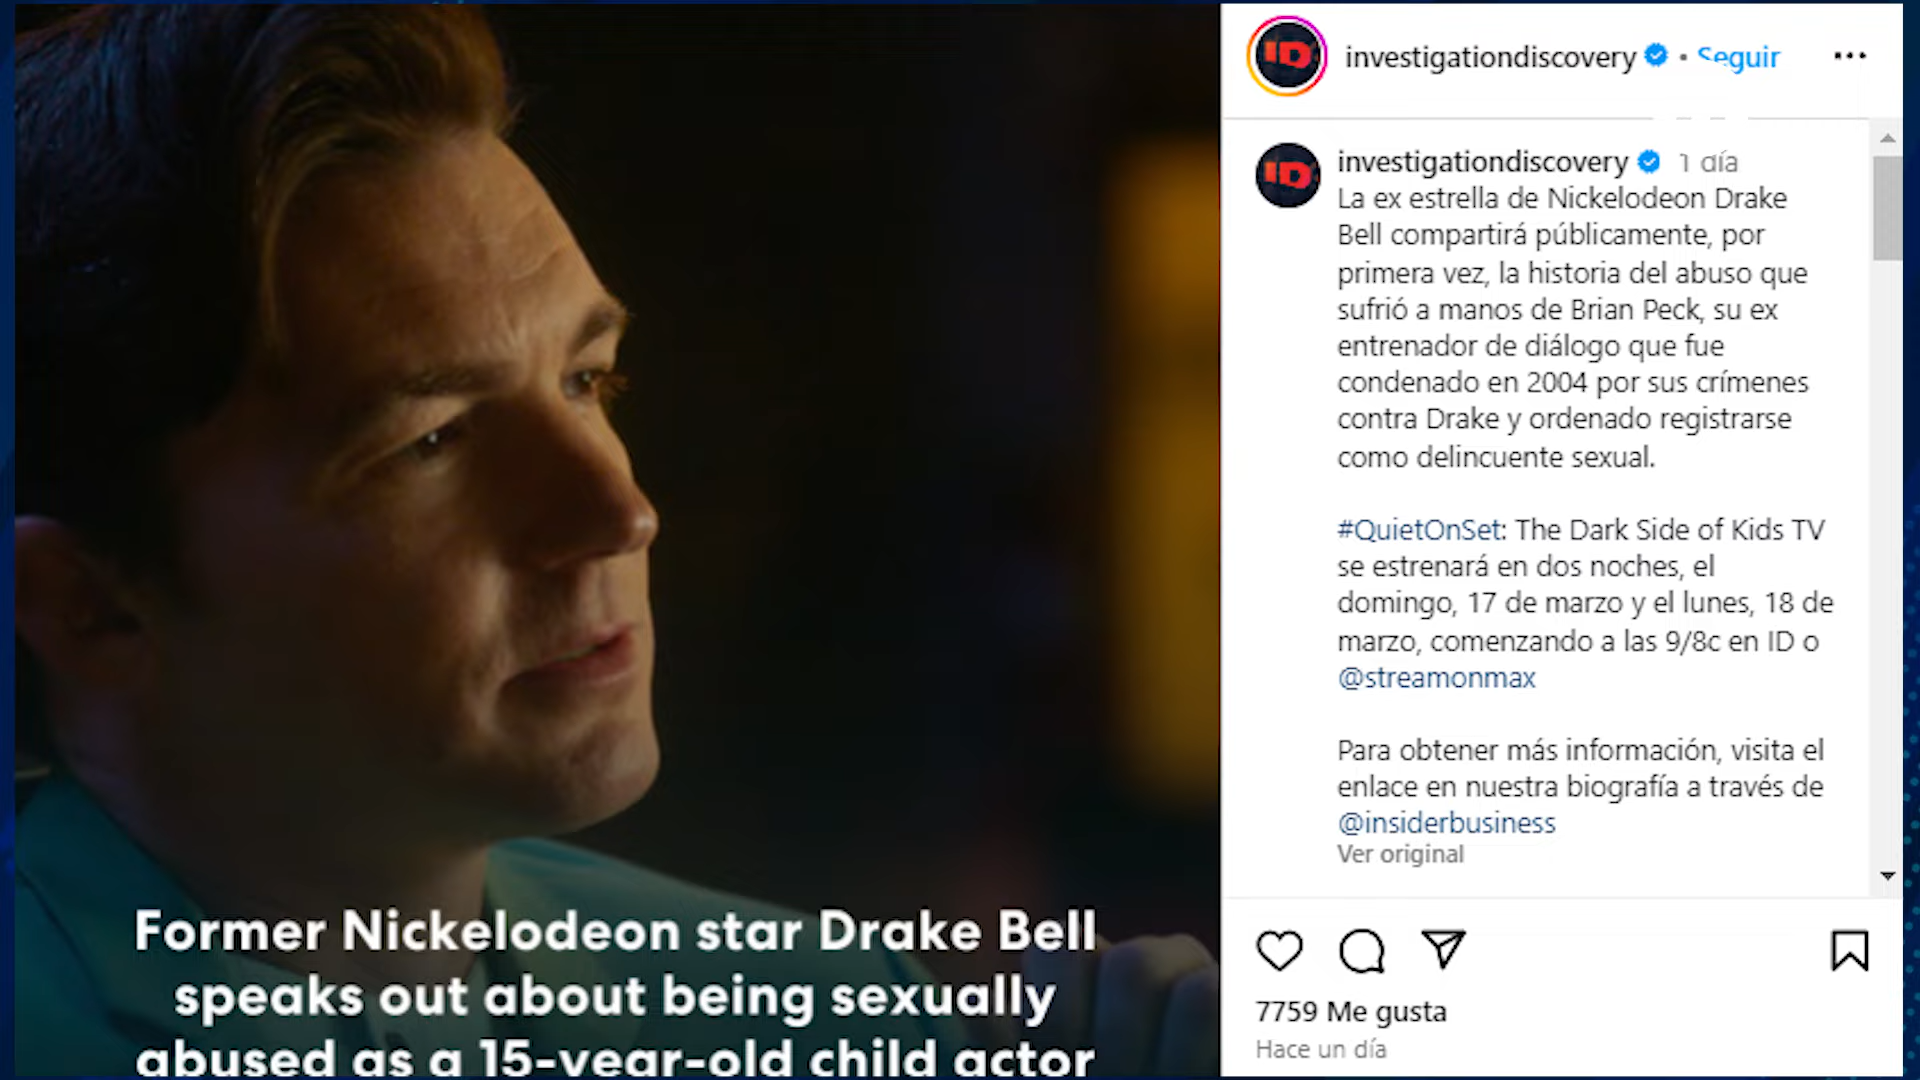 Former Nickelodeon star Drake Bell
speaks out about being sexually
abused as a 15-year-old child actor
ID
investigationdiscovery • Seguir
ID
investigationdiscovery 1 día
La ex estrella de Nickelodeon Drake
Bell compartirá públicamente, por
primera vez, la historia del abuso que
sufrió a manos de Brian Peck, su ex
entrenador de diálogo que fue
condenado en 2004 por sus crímenes
contra Drake y ordenado registrarse
como delincuente sexual.
#QuietOnSet: The Dark Side of Kids TV
se estrenará en dos noches, el
domingo, 17 de marzo y el lunes, 18 de
marzo, comenzando a las 9/8c en ID o
@streamonmax
Para obtener más información, visita el
enlace en nuestra biografía a través de
@insiderbusiness
Ver original
7759 Me gusta
Hace un día